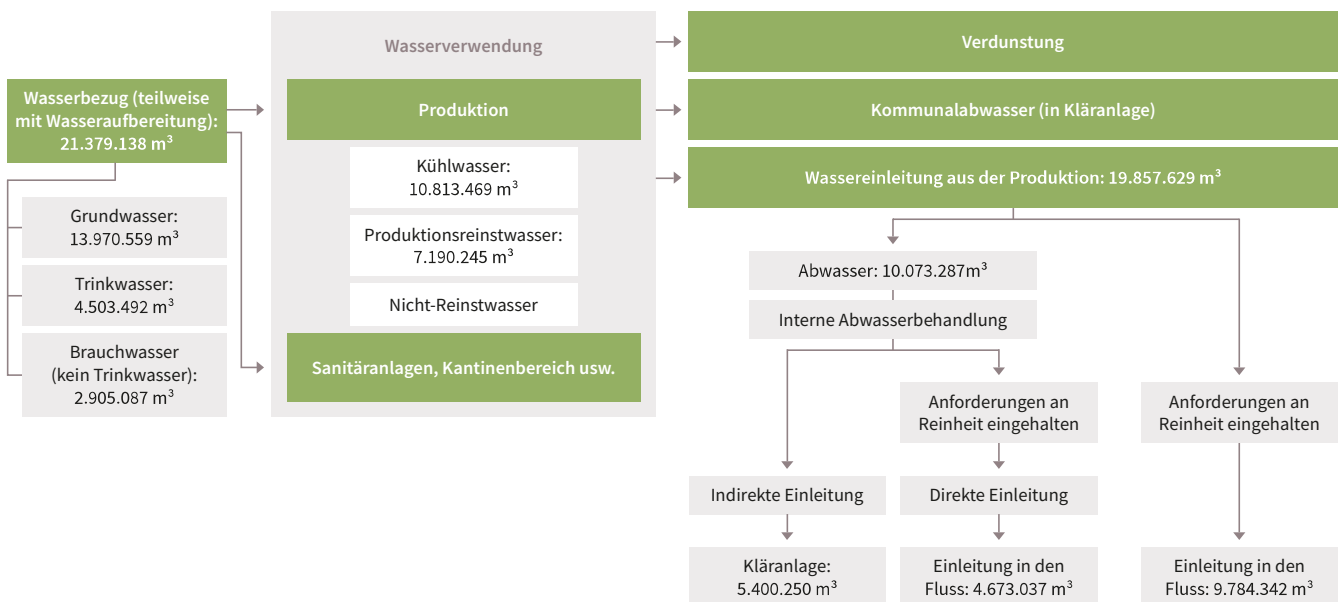 Wasserbezug (teilweise
mit Wasseraufbereitung):
21.379.138 m³
Grundwasser:
13.970.559 m³
Trinkwasser:
4.503.492 m³
Brauchwasser
(kein Trinkwasser):
2.905.087 m³
Wasserverwendung
Produktion
Kühlwasser:
10.813.469 m³
Produktionsreinstwasser:
7.190.245 m³
Nicht-Reinstwasser
Sanitäranlagen, Kantinenbereich usw.
Verdunstung
Kommunalabwasser (in Kläranlage)
Wassereinleitung aus der Produktion: 19.857.629 m³
Abwasser: 10.073.287m³
Interne Abwasserbehandlung
Indirekte Einleitung
Kläranlage:
5.400.250 m³
Anforderungen an
Reinheit eingehalten
Direkte Einleitung
Einleitung in den
Fluss: 4.673.037 m³
Anforderungen an
Reinheit eingehalten
Einleitung in den
Fluss: 9.784.342 m³